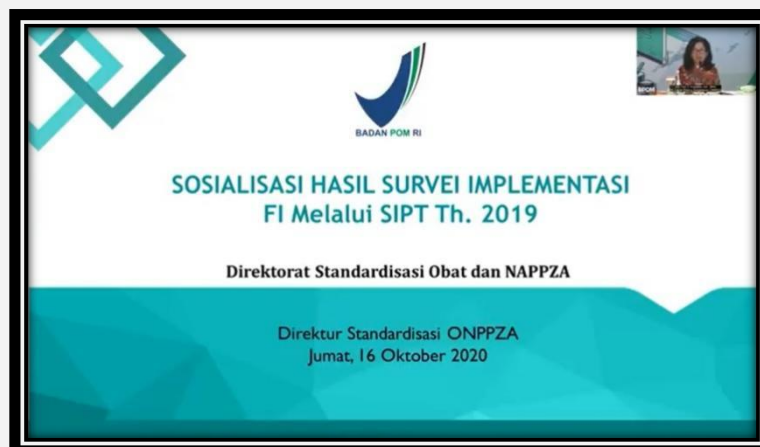 BADAN POM RI
BPOM
SOSIALISASI HASIL SURVEI IMPLEMENTASI
FI Melalui SIPT Th. 2019
Direktorat Standardisasi Obat dan NAPPZA
Direktur Standardisasi ONPPZA
Jumat, 16 Oktober 2020